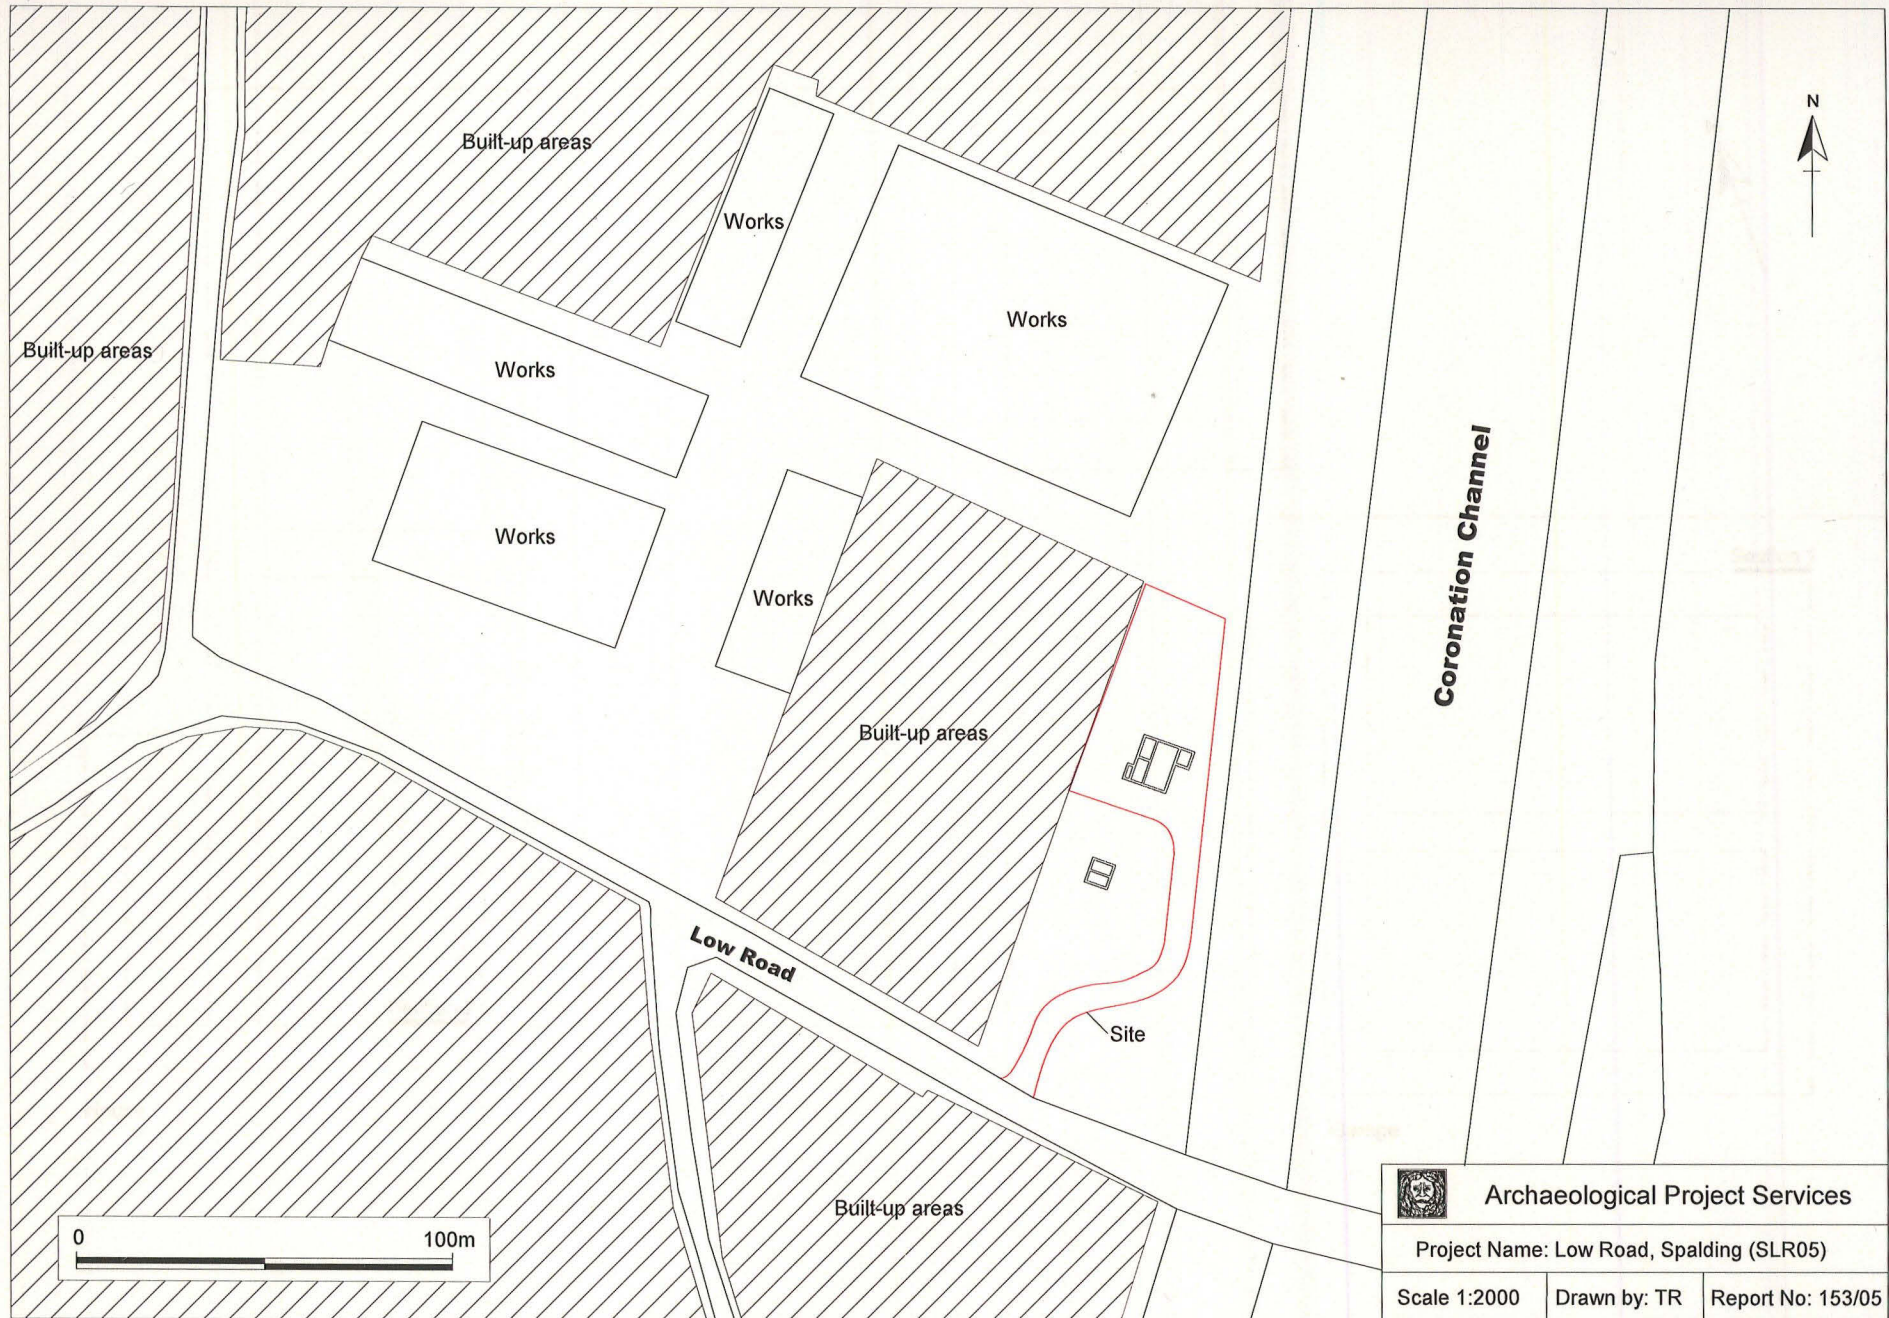 N
Built-up areas
Works
Works
Built-up areas
Works
Works
Works
Coronation Channel
Built-up areas
Low Road
Site
Built-up areas
0 100m
Archaeological Project Services
Project Name: Low Road, Spalding (SLR05)
Scale 1:2000 Drawn by: TR Report No: 153/05